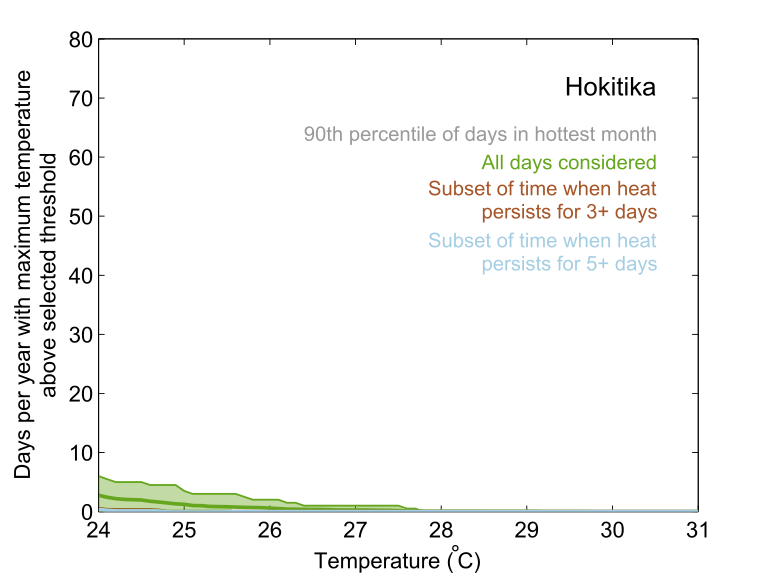 Hokitika
90th percentile of days in hottest month
All days considered
Subset of time when heat
persists for 3+ days
Subset of time when heat
persists for 5+ days
Days per year with maximum temperature
above selected threshold
80
70
60
50
40
30
20
10
0
24 25 26 27 28 29 30 31
Temperature (°C)